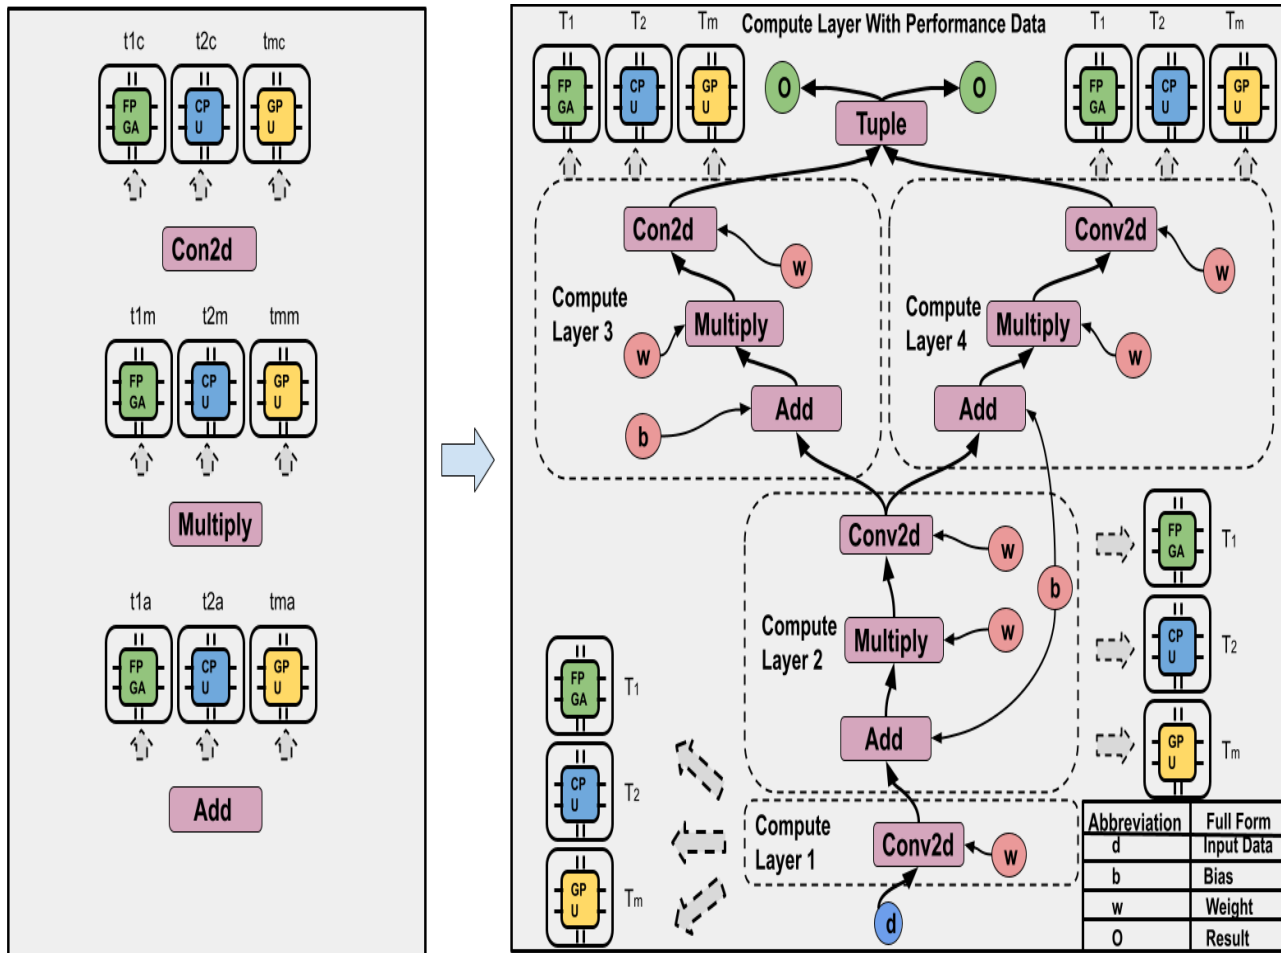 t1c t2c tmc
FP
GA
CP
U
GP
U
Con2d
t1m t2m tmm
FP
GA
CP
U
GP
U
Multiply
t1a t2a tma
FP
GA
CP
U
GP
U
Add
Compute Layer With Performance Data
T1 T2 Tm
FP
GA
CP
U
GP
U
O
O
Tuple
T1 T2 Tm
FP
GA
CP
U
GP
U
Con2d
w
Compute
Layer 3
Multiply
w
Add
b
Conv2d
w
Compute
Layer 4
Multiply
w
Add
Conv2d
w
b
Compute
Layer 2
Multiply
w
Add
FP
GA
T1
CP
U
T2
GP
U
Tm
FP
GA
T1
CP
U
T2
GP
U
Tm
Compute
Layer 1
Conv2d
w
d
Abbreviation Full Form
d Input Data
b Bias
w Weight
O Result